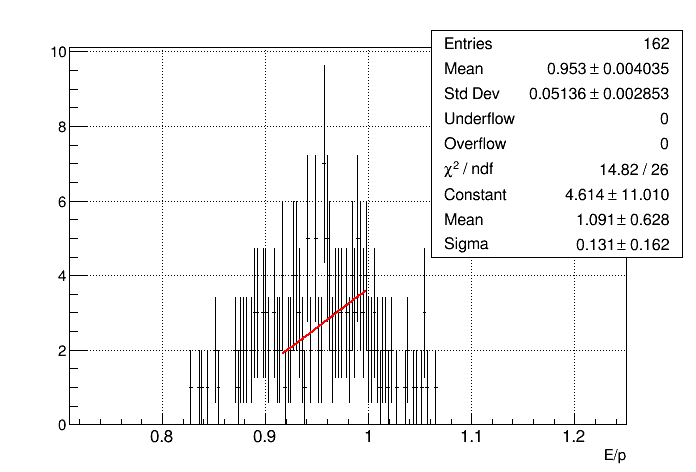 Entries 162
Mean 0.953 ± 0.004035
Std Dev 0.05136 ± 0.002853
Underflow 0
Overflow 0
χ² / ndf 14.82 / 26
Constant 4.614 ± 11.010
Mean 1.091 ± 0.628
Sigma 0.131 ± 0.162
10
8
6
4
2
0
0.8 0.9 1 1.1 1.2
E/p